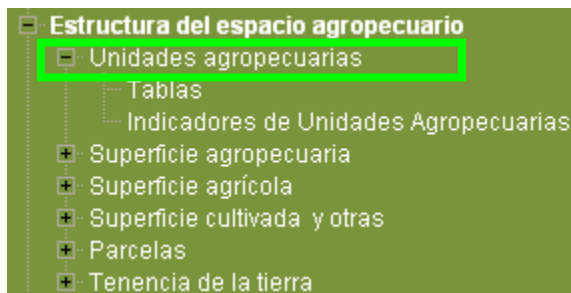 Estructura del espacio agropecuario
Unidades agropecuarias
Tablas
Indicadores de Unidades Agropecuarias
Superficie agropecuaria
Superficie agrícola
Superficie cultivada y otras
Parcelas
Tenencia de la tierra